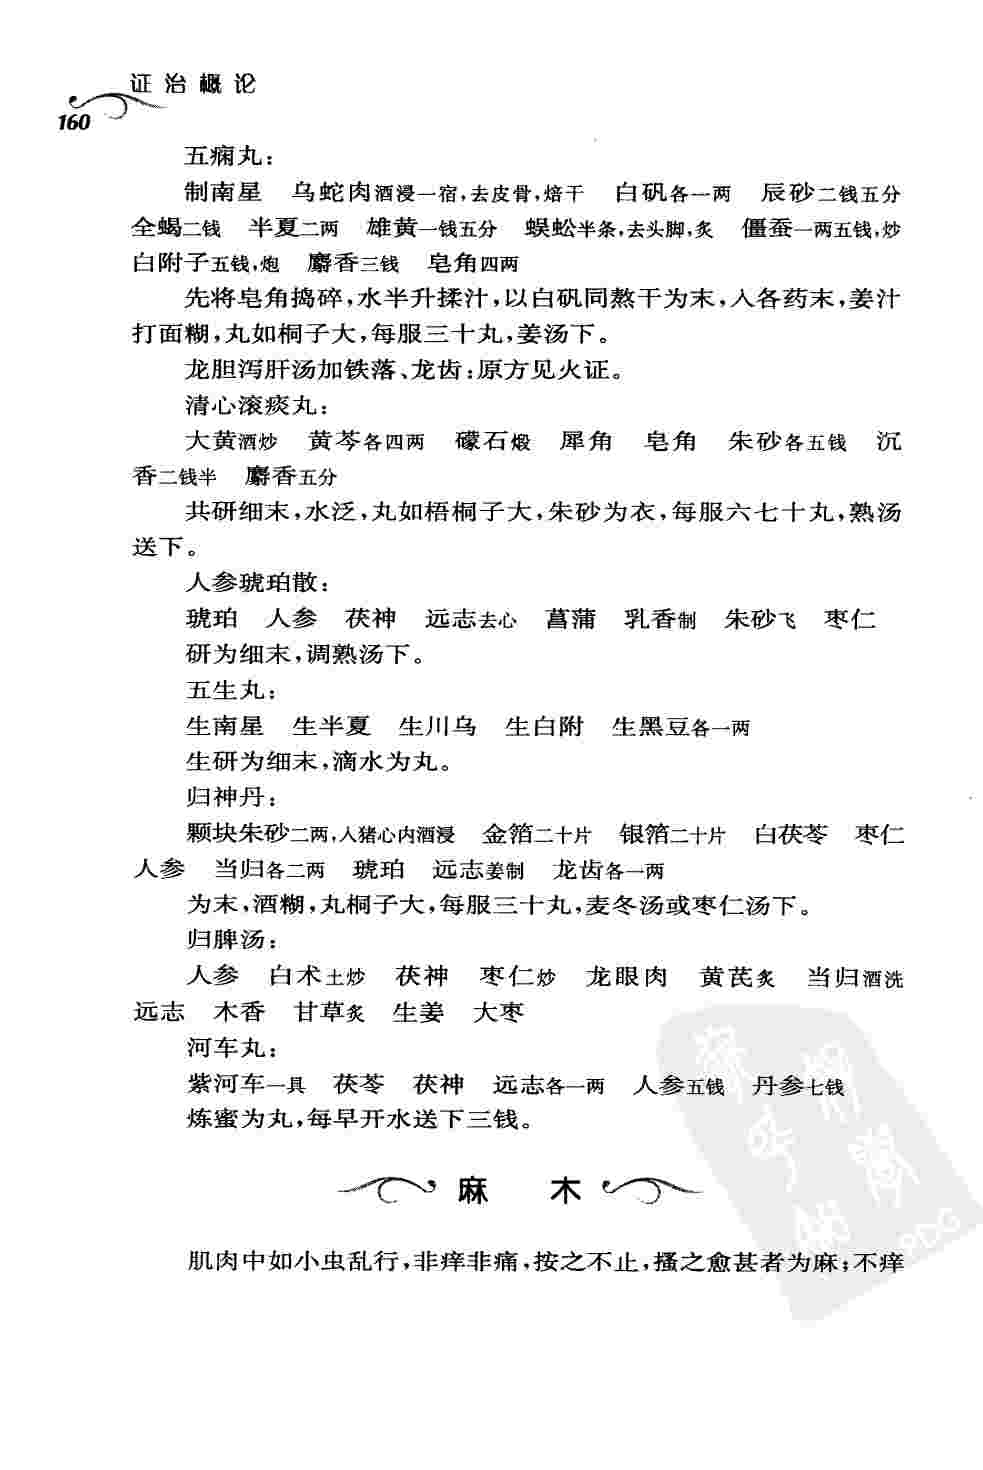 证治概论
160
五痫丸：
制南星　乌蛇肉酒浸一宿，去皮骨，焙干　白矾各一两　辰砂二钱五分
全蝎二钱　半夏二两　雄黄一钱五分　蜈蚣半条，去头脚，炙　僵蚕一两五钱，炒
白附子五钱，炮　麝香三钱　皂角四两
先将皂角捣碎，水半升揉汁，以白矾同熬干为末，入各药末，姜汁
打面糊，丸如桐子大，每服三十丸，姜汤下。
龙胆泻肝汤加铁落、龙齿：原方见火证。
清心滚痰丸：
大黄酒炒　黄芩各四两　礞石煅　犀角　皂角　朱砂各五钱　沉
香二钱半　麝香五分
共研细末，水泛，丸如梧桐子大，朱砂为衣，每服六七十丸，熟汤
送下。
人参琥珀散：
琥珀　人参　茯神　远志去心　菖蒲　乳香制　朱砂飞　枣仁
研为细末，调熟汤下。
五生丸：
生南星　生半夏　生川乌　生白附　生黑豆各一两
生研为细末，滴水为丸。
归神丹：
颗块朱砂二两，入猪心内酒浸　金箔二十片　银箔二十片　白茯苓　枣仁
人参　当归各二两　琥珀　远志姜制　龙齿各一两
为末，酒糊，丸桐子大，每服三十丸，麦冬汤或枣仁汤下。
归脾汤：
人参　白术土炒　茯神　枣仁炒　龙眼肉　黄芪炙　当归酒洗
远志　木香　甘草炙　生姜　大枣
河车丸：
紫河车一具　茯苓　茯神　远志各一两　人参五钱　丹参七钱
炼蜜为丸，每早开水送下三钱。
麻　木
肌肉中如小虫乱行，非痒非痛，按之不止，搔之愈甚者为麻；不痒
PDG